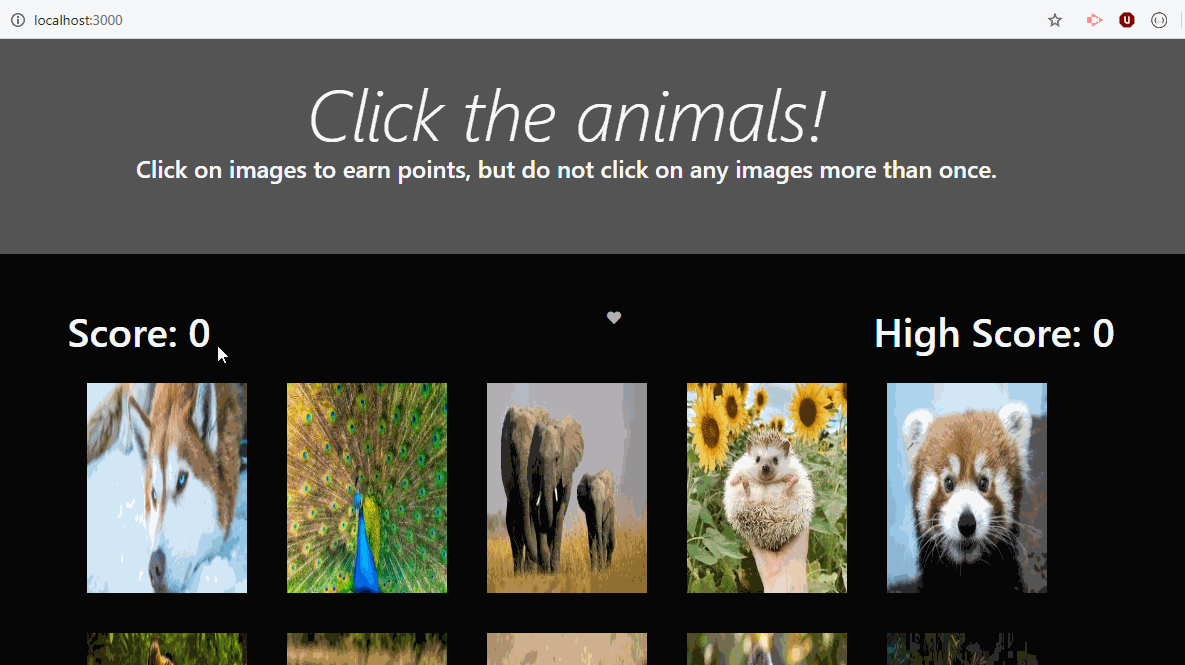 localhost:3000
Click the animals!
Click on images to earn points, but do not click on any images more than once.
Score: 0
High Score: 0